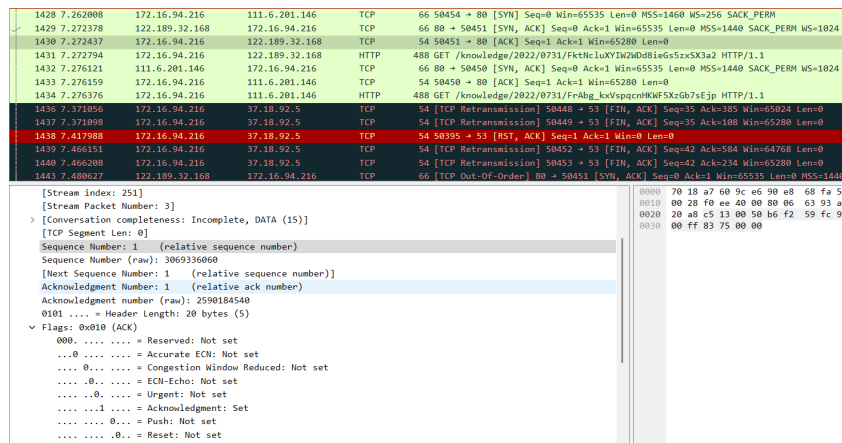 1428 7.262008 172.16.94.216 111.6.201.146 TCP 66 50454 → 80 [SYN] Seq=0 Win=65535 Len=0 MSS=1460 WS=256 SACK_PERM
1429 7.272378 122.189.32.168 172.16.94.216 TCP 66 80 → 50451 [SYN, ACK] Seq=0 Ack=1 Win=65535 Len=0 MSS=1440 SACK_PERM WS=1024
1430 7.272437 172.16.94.216 122.189.32.168 TCP 54 50451 → 80 [ACK] Seq=1 Ack=1 Win=65280 Len=0
1431 7.272794 172.16.94.216 122.189.32.168 HTTP 488 GET /knowledge/2022/0731/FktNcluXYIW2WDd8ieGs5zxSX3a2 HTTP/1.1
1432 7.276121 111.6.201.146 172.16.94.216 TCP 66 80 → 50450 [SYN, ACK] Seq=0 Ack=1 Win=65535 Len=0 MSS=1440 SACK_PERM WS=1024
1433 7.276159 172.16.94.216 111.6.201.146 TCP 54 50450 → 80 [ACK] Seq=1 Ack=1 Win=65280 Len=0
1434 7.276376 172.16.94.216 111.6.201.146 HTTP 488 GET /knowledge/2022/0731/FrAbg_kxVspqcnHKWF5XzGb7sEjp HTTP/1.1
1436 7.371056 172.16.94.216 37.18.92.5 TCP 54 [TCP Retransmission] 50448 → 53 [FIN, ACK] Seq=35 Ack=385 Win=65024 Len=0
1437 7.371098 172.16.94.216 37.18.92.5 TCP 54 [TCP Retransmission] 50449 → 53 [FIN, ACK] Seq=35 Ack=108 Win=65280 Len=0
1438 7.417988 172.16.94.216 37.18.92.5 TCP 54 50395 → 53 [RST, ACK] Seq=1 Ack=1 Win=0 Len=0
1439 7.466151 172.16.94.216 37.18.92.5 TCP 54 [TCP Retransmission] 50452 → 53 [FIN, ACK] Seq=42 Ack=584 Win=64768 Len=0
1440 7.466208 172.16.94.216 37.18.92.5 TCP 54 [TCP Retransmission] 50453 → 53 [FIN, ACK] Seq=42 Ack=234 Win=65280 Len=0
1443 7.480627 122.189.32.168 172.16.94.216 TCP 66 [TCP Out-Of-Order] 80 → 50451 [SYN, ACK] Seq=0 Ack=1 Win=65535 Len=0 MSS=1440
[Stream index: 251]
[Stream Packet Number: 3]
> [Conversation completeness: Incomplete, DATA (15)]
[TCP Segment Len: 0]
Sequence Number: 1 (relative sequence number)
Sequence Number (raw): 3069336060
[Next Sequence Number: 1 (relative sequence number)]
Acknowledgment Number: 1 (relative ack number)
Acknowledgment number (raw): 2590184540
0101 .... = Header Length: 20 bytes (5)
Flags: 0x010 (ACK)
000. .... .... = Reserved: Not set
...0 .... .... = Accurate ECN: Not set
.... 0... .... = Congestion Window Reduced: Not set
.... .0.. .... = ECN-Echo: Not set
.... ..0. .... = Urgent: Not set
.... ...1 .... = Acknowledgment: Set
.... .... 0... = Push: Not set
.... .... .0.. = Reset: Not set
0000 70 18 a7 60 9c e6 90 e8 68 fa 5
0010 00 28 f0 ee 40 00 80 06 63 93 a
0020 20 a8 c5 13 00 50 b6 f2 59 fc 9
0030 00 ff 83 75 00 00